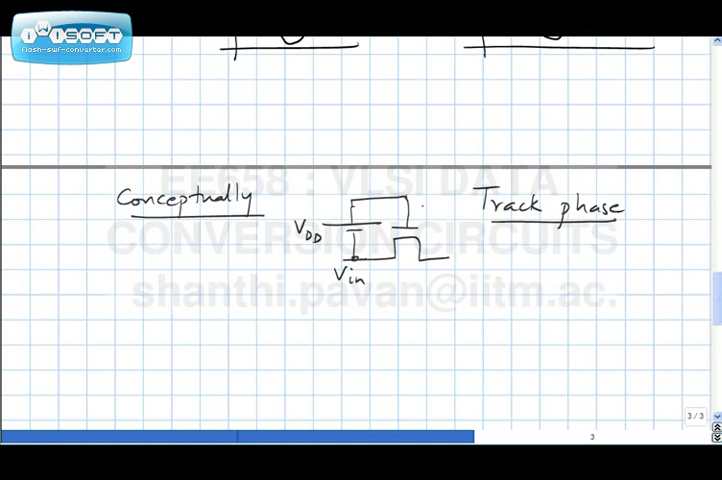 iWiSOFT
flash-swf-converter.com
EE658 : VLSI DATA
CONVERSION CIRCUITS
shanthi.pavan@iitm.ac.
Conceptually
Track phase
VDD
Vin
3/3
3